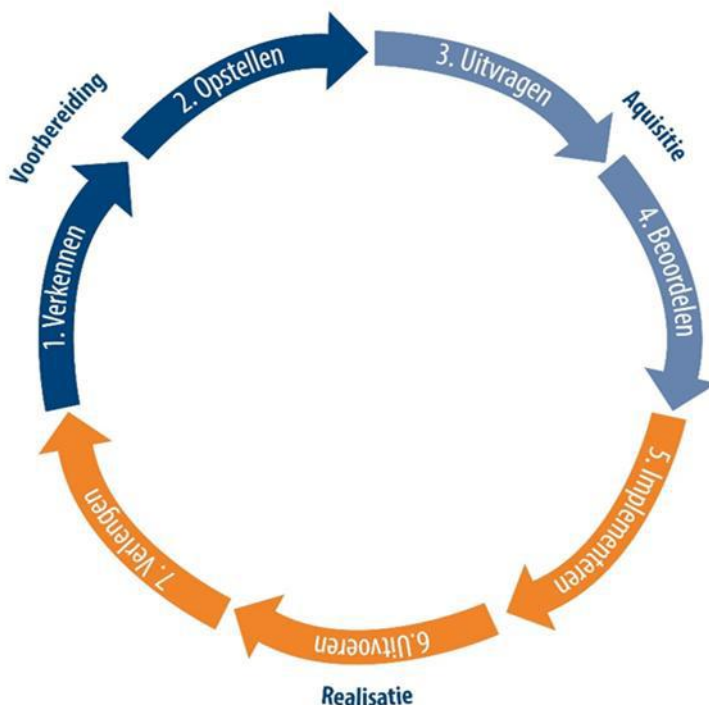 Voorbereiding
1. Verkennen
2. Opstellen
Aquisitie
3. Uitvragen
4. Beoordelen
Realisatie
5. Implementeren
6.Uitvoeren
7. Verlengen